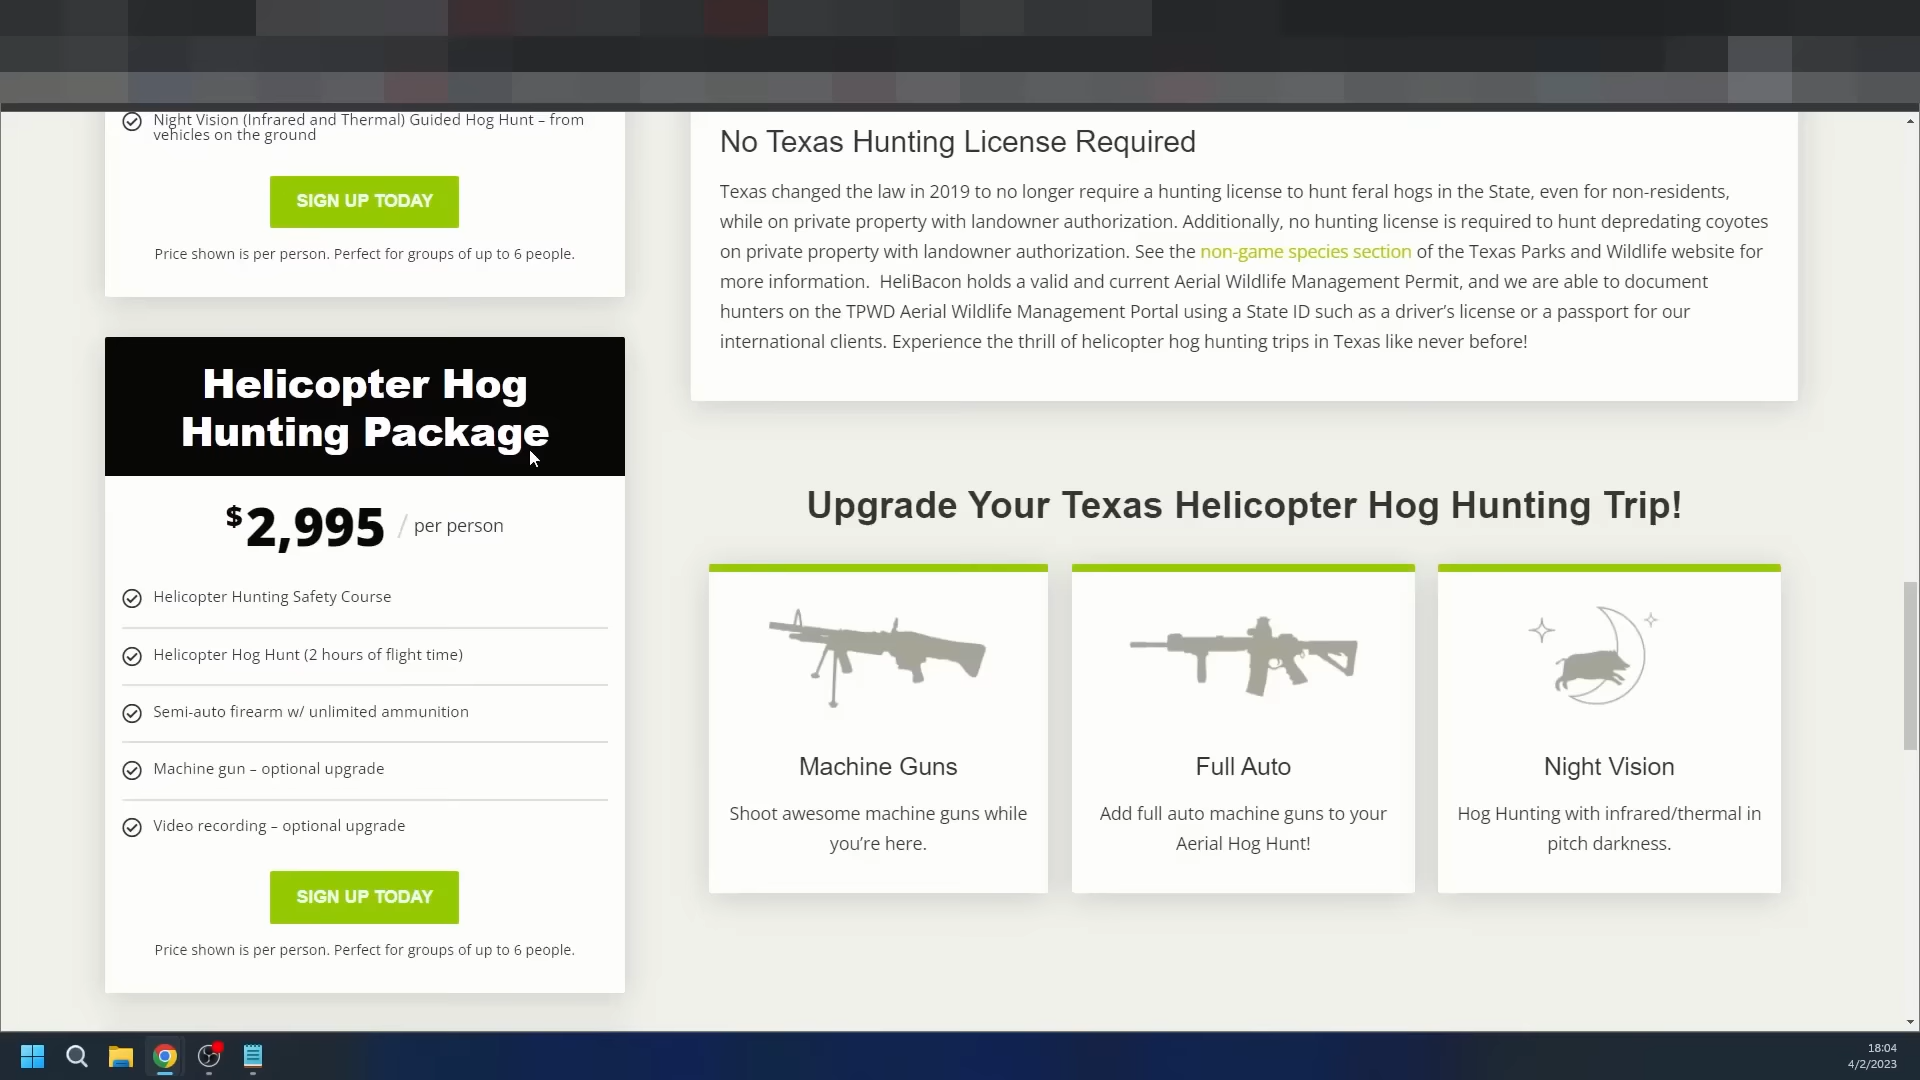 Night Vision (Infrared and Thermal) Guided Hog Hunt – from
vehicles on the ground
SIGN UP TODAY
Price shown is per person. Perfect for groups of up to 6 people.
Helicopter Hog
Hunting Package
$2,995 / per person
Helicopter Hunting Safety Course
Helicopter Hog Hunt (2 hours of flight time)
Semi-auto firearm w/ unlimited ammunition
Machine gun – optional upgrade
Video recording – optional upgrade
SIGN UP TODAY
Price shown is per person. Perfect for groups of up to 6 people.
No Texas Hunting License Required
Texas changed the law in 2019 to no longer require a hunting license to hunt feral hogs in the State, even for non-residents,
while on private property with landowner authorization. Additionally, no hunting license is required to hunt depredating coyotes
on private property with landowner authorization. See the non-game species section of the Texas Parks and Wildlife website for
more information.  HeliBacon holds a valid and current Aerial Wildlife Management Permit, and we are able to document
hunters on the TPWD Aerial Wildlife Management Portal using a State ID such as a driver’s license or a passport for our
international clients. Experience the thrill of helicopter hog hunting trips in Texas like never before!
Upgrade Your Texas Helicopter Hog Hunting Trip!
Machine Guns
Shoot awesome machine guns while
you’re here.
Full Auto
Add full auto machine guns to your
Aerial Hog Hunt!
Night Vision
Hog Hunting with infrared/thermal in
pitch darkness.
18:04
4/2/2023